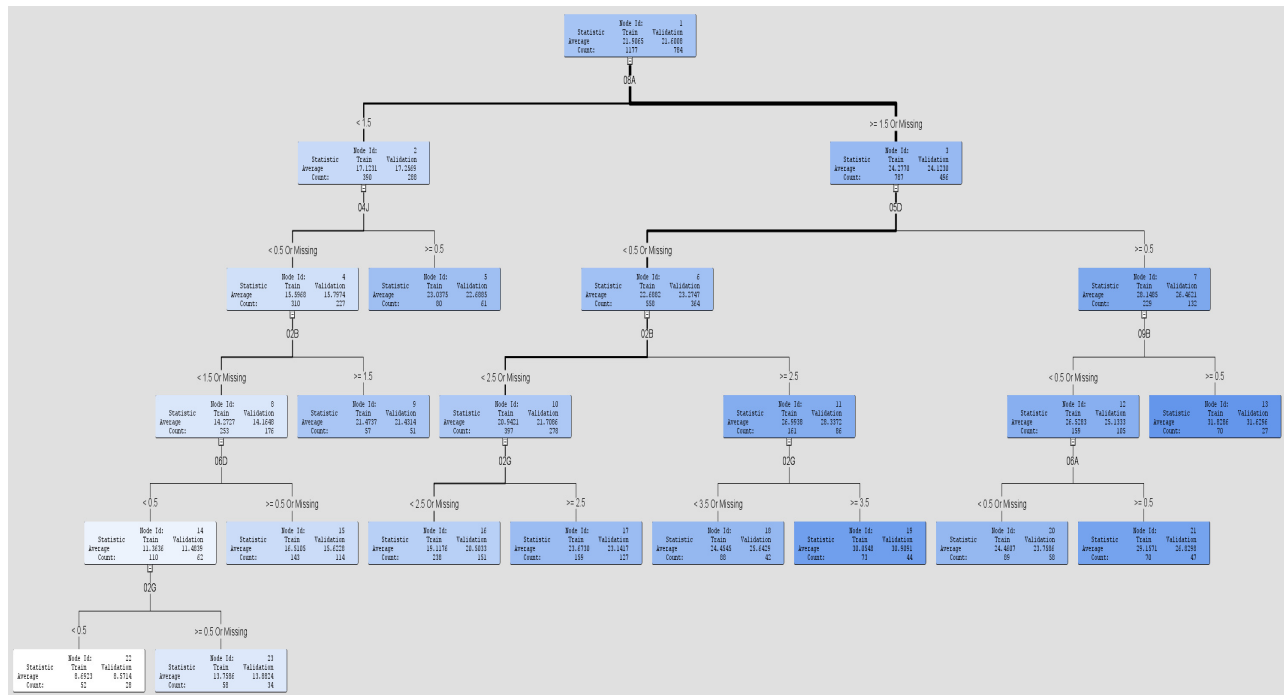 Node Id: 1
Statistic Train Validation
Average 21.9065 21.6008
Count: 1177 784
08A
< 1.5
>= 1.5 Or Missing
Node Id: 2
Statistic Train Validation
Average 17.1231 17.2569
Count: 390 288
Node Id: 3
Statistic Train Validation
Average 24.2770 24.1230
Count: 787 496
04J
05D
< 0.5 Or Missing
>= 0.5
< 0.5 Or Missing
>= 0.5
Node Id: 4
Statistic Train Validation
Average 15.5968 15.7974
Count: 310 227
Node Id: 5
Statistic Train Validation
Average 23.0375 22.6885
Count: 80 61
Node Id: 6
Statistic Train Validation
Average 22.6882 23.2747
Count: 558 364
Node Id: 7
Statistic Train Validation
Average 28.1485 26.4621
Count: 229 132
02B
02B
09B
< 1.5 Or Missing
>= 1.5
< 2.5 Or Missing
>= 2.5
< 0.5 Or Missing
>= 0.5
Node Id: 8
Statistic Train Validation
Average 14.2727 14.1648
Count: 253 176
Node Id: 9
Statistic Train Validation
Average 21.4737 21.4314
Count: 57 51
Node Id: 10
Statistic Train Validation
Average 20.9421 21.7086
Count: 397 278
Node Id: 11
Statistic Train Validation
Average 26.9938 28.3372
Count: 161 86
Node Id: 12
Statistic Train Validation
Average 26.5283 25.1333
Count: 159 105
Node Id: 13
Statistic Train Validation
Average 31.8286 31.6296
Count: 70 27
06D
02G
02G
06A
< 0.5
>= 0.5 Or Missing
< 2.5 Or Missing
>= 2.5
< 3.5 Or Missing
>= 3.5
< 0.5 Or Missing
>= 0.5
Node Id: 14
Statistic Train Validation
Average 11.3636 11.4839
Count: 110 62
Node Id: 15
Statistic Train Validation
Average 16.5105 15.6228
Count: 143 114
Node Id: 16
Statistic Train Validation
Average 19.1176 20.5033
Count: 238 151
Node Id: 17
Statistic Train Validation
Average 23.6730 23.1417
Count: 159 127
Node Id: 18
Statistic Train Validation
Average 24.4545 25.6429
Count: 88 42
Node Id: 19
Statistic Train Validation
Average 30.0548 30.9091
Count: 73 44
Node Id: 20
Statistic Train Validation
Average 24.4607 23.7586
Count: 89 58
Node Id: 21
Statistic Train Validation
Average 29.1571 26.8298
Count: 70 47
02G
< 0.5
>= 0.5 Or Missing
Node Id: 22
Statistic Train Validation
Average 8.6923 8.5714
Count: 52 28
Node Id: 23
Statistic Train Validation
Average 13.7586 13.8824
Count: 58 34